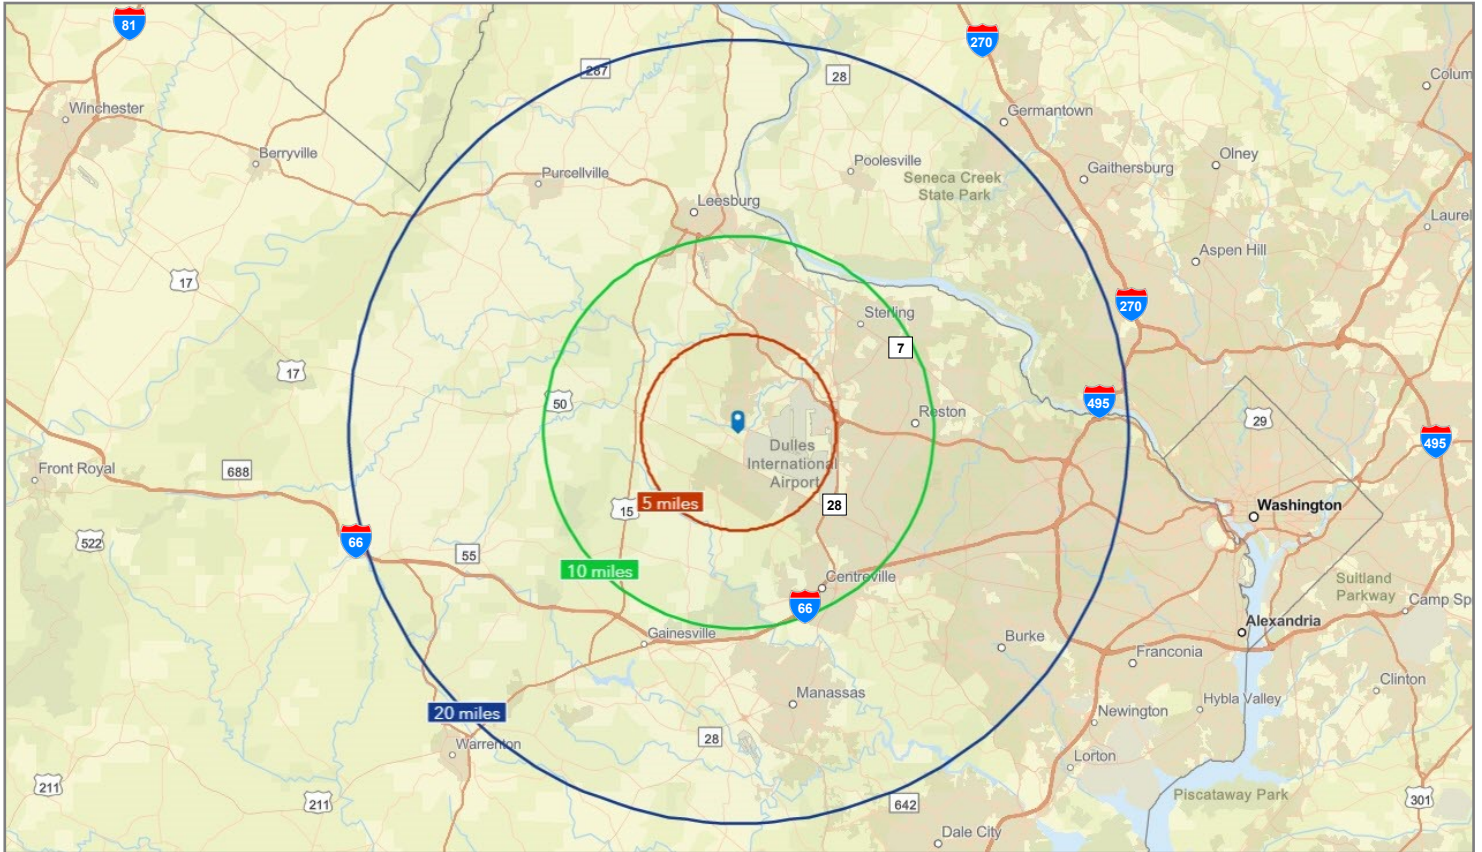 81
270
287
28
Colum
Winchester
Germantown
Berryville
Poolesville
Olney
Purcellville
Gaithersburg
Seneca Creek
State Park
Leesburg
Laurel
Aspen Hill
17
270
Sterling
7
17
50
495
Reston
29
495
Dulles
International
Airport
Front Royal
688
5 miles
28
15
Washington
522
66
55
10 miles
Centreville
Suitland
Parkway
66
Camp Sp
Alexandria
Gainesville
Burke
Franconia
Clinton
Manassas
Hybla Valley
20 miles
Newington
28
Warrenton
Lorton
211
Piscataway Park
211
642
301
Dale City